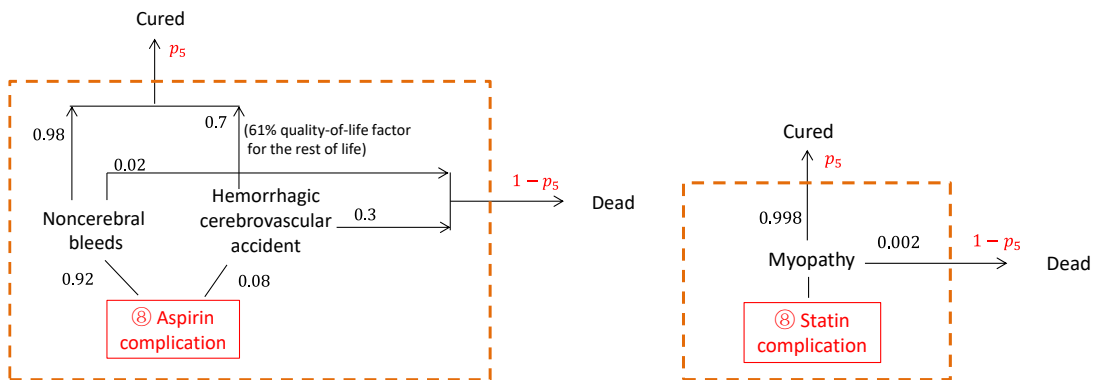 Cured
p₅
0.98
0.7
(61% quality-of-life factor
for the rest of life)
0.02
1 − p₅
Dead
Noncerebral
bleeds
Hemorrhagic
cerebrovascular
accident
0.3
0.92
0.08
⑧ Aspirin
complication
Cured
p₅
0.998
0.002
1 − p₅
Myopathy
Dead
⑧ Statin
complication